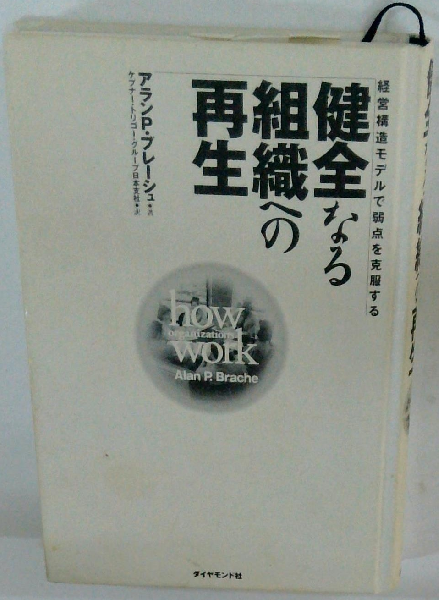 経営構造モデルで弱点を克服する
健全なる
組織への
再生
アランP.ブレーシュ●著
ケプナー・トリゴー・グループ日本支社●訳
how
organizations
work
Alan P. Brache
ダイヤモンド社